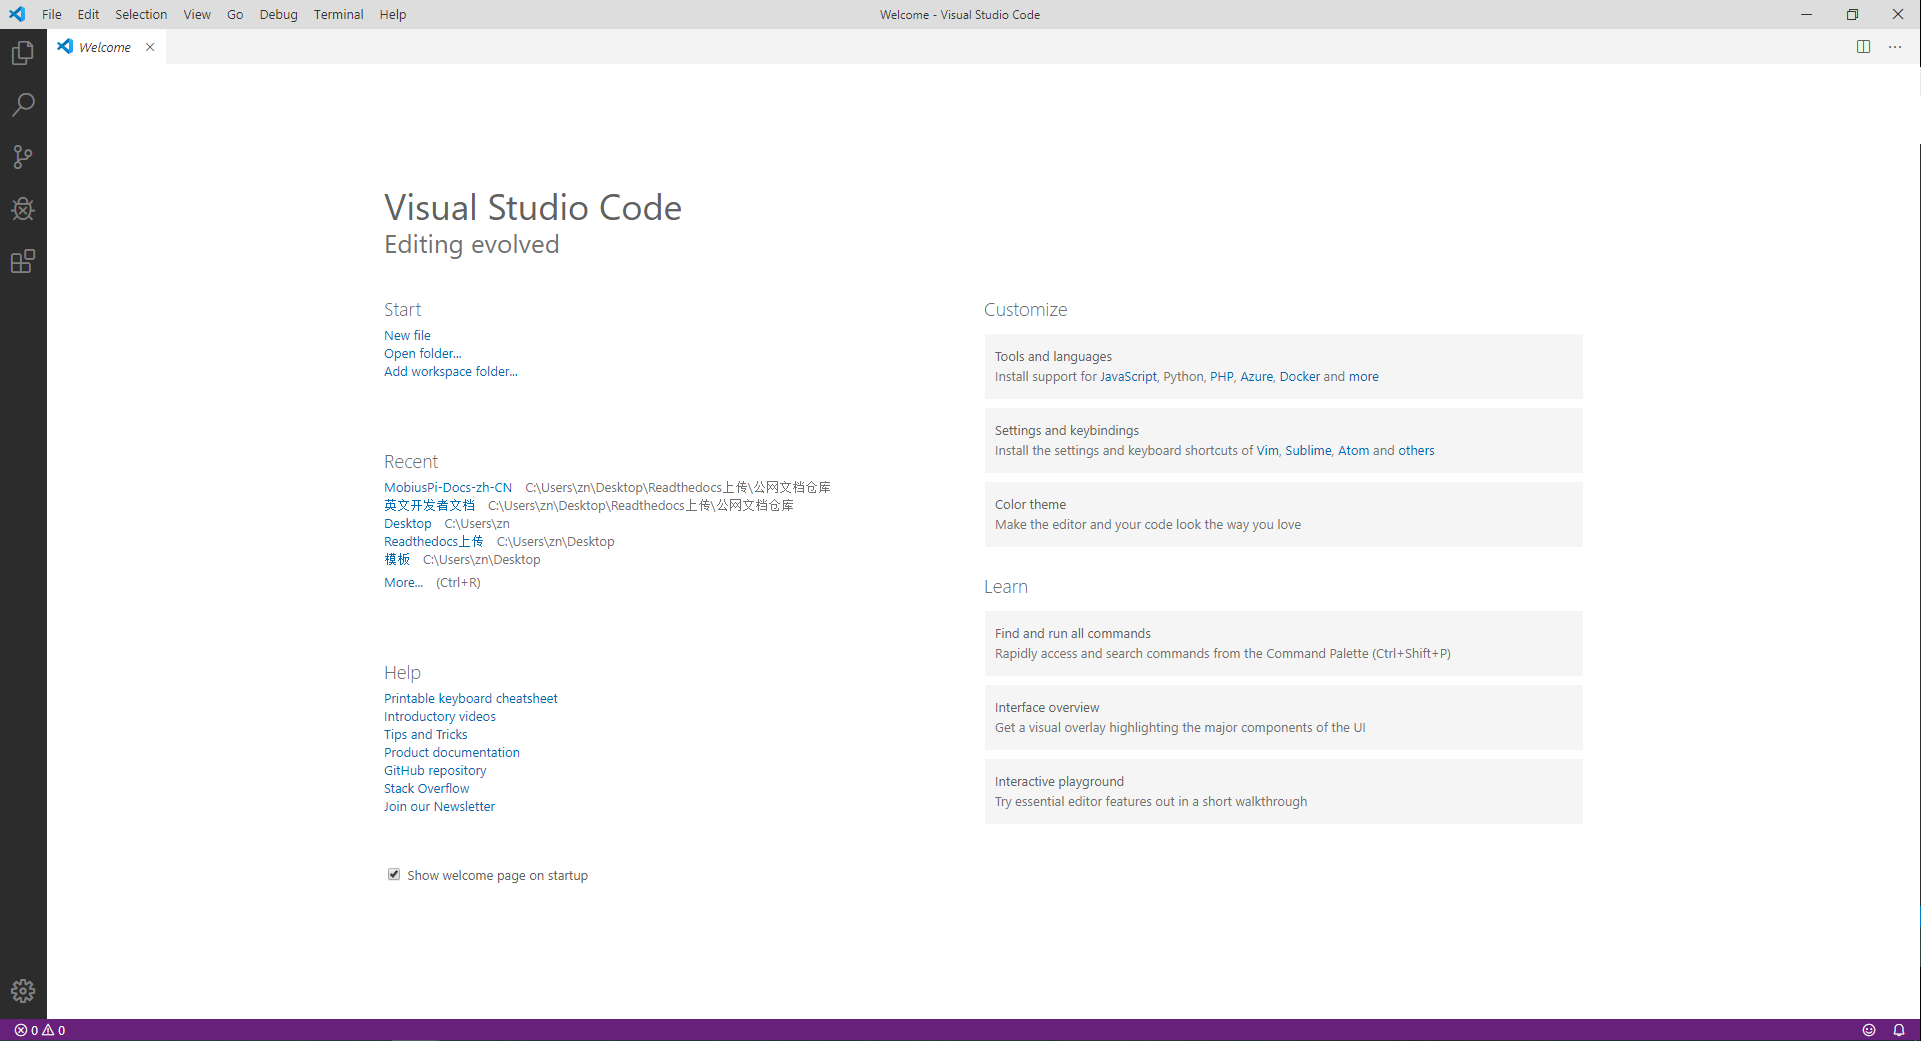 File Edit Selection View Go Debug Terminal Help
Welcome - Visual Studio Code
Welcome
Visual Studio Code
Editing evolved
Start
New file
Open folder...
Add workspace folder...
Recent
MobiusPi-Docs-zh-CN C:\Users\zn\Desktop\Readthedocs上传\公网文档仓库
英文开发者文档 C:\Users\zn\Desktop\Readthedocs上传\公网文档仓库
Desktop C:\Users\zn
Readthedocs上传 C:\Users\zn\Desktop
模板 C:\Users\zn\Desktop
More... (Ctrl+R)
Help
Printable keyboard cheatsheet
Introductory videos
Tips and Tricks
Product documentation
GitHub repository
Stack Overflow
Join our Newsletter
Show welcome page on startup
Customize
Tools and languages
Install support for JavaScript, Python, PHP, Azure, Docker and more
Settings and keybindings
Install the settings and keyboard shortcuts of Vim, Sublime, Atom and others
Color theme
Make the editor and your code look the way you love
Learn
Find and run all commands
Rapidly access and search commands from the Command Palette (Ctrl+Shift+P)
Interface overview
Get a visual overlay highlighting the major components of the UI
Interactive playground
Try essential editor features out in a short walkthrough
0 0